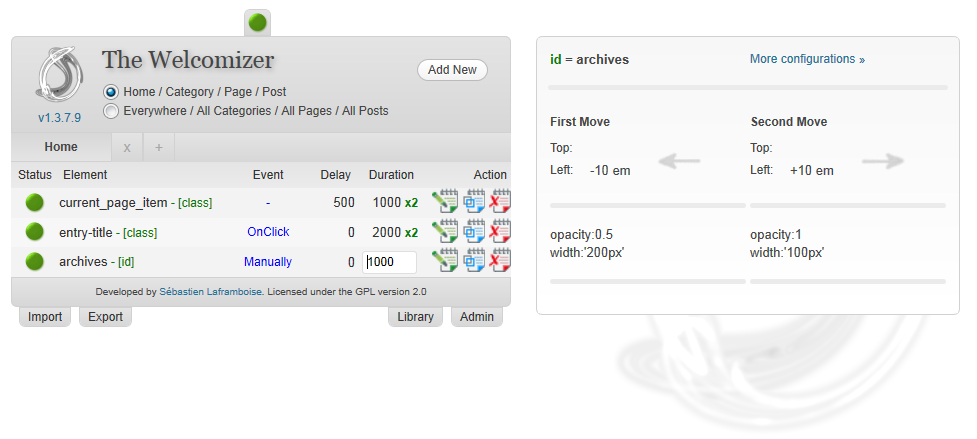 The Welcomizer
Add New
Home / Category / Page / Post
Everywhere / All Categories / All Pages / All Posts
v1.3.7.9
Home x +
Status Element Event Delay Duration Action
current_page_item - [class] - 500 1000 x2
entry-title - [class] OnClick 0 2000 x2
archives - [id] Manually 0 1000
Developed by Sébastien Laframboise. Licensed under the GPL version 2.0
Import Export Library Admin
id = archives More configurations »
First Move Second Move
Top: Top:
Left: -10 em Left: +10 em
opacity:0.5 opacity:1
width:'200px' width:'100px'